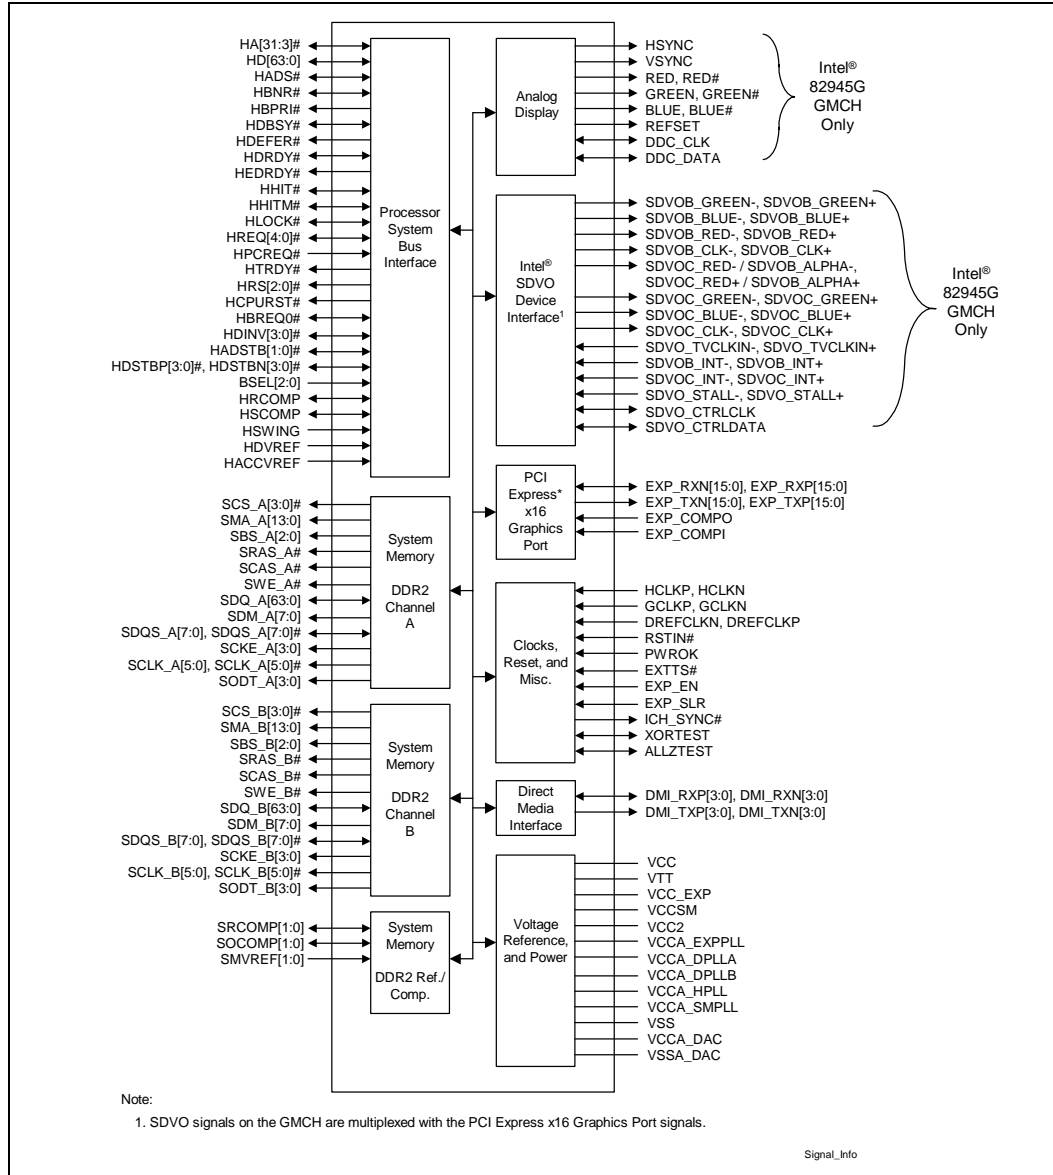 HA[31:3]#
HD[63:0]
HADS#
HBNR#
HBPRI#
HDBSY#
HDEFER#
HDRDY#
HEDRDY#
HHIT#
HHITM#
HLOCK#
HREQ[4:0]#
HPCREQ#
HTRDY#
HRS[2:0]#
HCPURST#
HBREQ0#
HDINV[3:0]#
HADSTB[1:0]#
HDSTBP[3:0]#, HDSTBN[3:0]#
BSEL[2:0]
HRCOMP
HSCOMP
HSWING
HDVREF
HACCVREF
Processor
System
Bus
Interface
SCS_A[3:0]#
SMA_A[13:0]
SBS_A[2:0]
SRAS_A#
SCAS_A#
SWE_A#
SDQ_A[63:0]
SDM_A[7:0]
SDQS_A[7:0], SDQS_A[7:0]#
SCKE_A[3:0]
SCLK_A[5:0], SCLK_A[5:0]#
SODT_A[3:0]
System
Memory
DDR2
Channel
A
SCS_B[3:0]#
SMA_B[13:0]
SBS_B[2:0]
SRAS_B#
SCAS_B#
SWE_B#
SDQ_B[63:0]
SDM_B[7:0]
SDQS_B[7:0], SDQS_B[7:0]#
SCKE_B[3:0]
SCLK_B[5:0], SCLK_B[5:0]#
SODT_B[3:0]
System
Memory
DDR2
Channel
B
SRCOMP[1:0]
SOCOMP[1:0]
SMVREF[1:0]
System
Memory
DDR2 Ref./
Comp.
Analog
Display
HSYNC
VSYNC
RED, RED#
GREEN, GREEN#
BLUE, BLUE#
REFSET
DDC_CLK
DDC_DATA
Intel®
82945G
GMCH
Only
Intel®
SDVO
Device
Interface1
SDVOB_GREEN-, SDVOB_GREEN+
SDVOB_BLUE-, SDVOB_BLUE+
SDVOB_RED-, SDVOB_RED+
SDVOB_CLK-, SDVOB_CLK+
SDVOC_RED- / SDVOB_ALPHA-,
SDVOC_RED+ / SDVOB_ALPHA+
SDVOC_GREEN-, SDVOC_GREEN+
SDVOC_BLUE-, SDVOC_BLUE+
SDVOC_CLK-, SDVOC_CLK+
SDVO_TVCLKIN-, SDVO_TVCLKIN+
SDVOB_INT-, SDVOB_INT+
SDVOC_INT-, SDVOC_INT+
SDVO_STALL-, SDVO_STALL+
SDVO_CTRLCLK
SDVO_CTRLDATA
Intel®
82945G
GMCH
Only
PCI
Express*
x16
Graphics
Port
EXP_RXN[15:0], EXP_RXP[15:0]
EXP_TXN[15:0], EXP_TXP[15:0]
EXP_COMPO
EXP_COMPI
Clocks,
Reset, and
Misc.
HCLKP, HCLKN
GCLKP, GCLKN
DREFCLKN, DREFCLKP
RSTIN#
PWROK
EXTTS#
EXP_EN
EXP_SLR
ICH_SYNC#
XORTEST
ALLZTEST
Direct
Media
Interface
DMI_RXP[3:0], DMI_RXN[3:0]
DMI_TXP[3:0], DMI_TXN[3:0]
Voltage
Reference,
and Power
VCC
VTT
VCC_EXP
VCCSM
VCC2
VCCA_EXPPLL
VCCA_DPLLA
VCCA_DPLLB
VCCA_HPLL
VCCA_SMPLL
VSS
VCCA_DAC
VSSA_DAC
Note:
1. SDVO signals on the GMCH are multiplexed with the PCI Express x16 Graphics Port signals.
Signal_Info